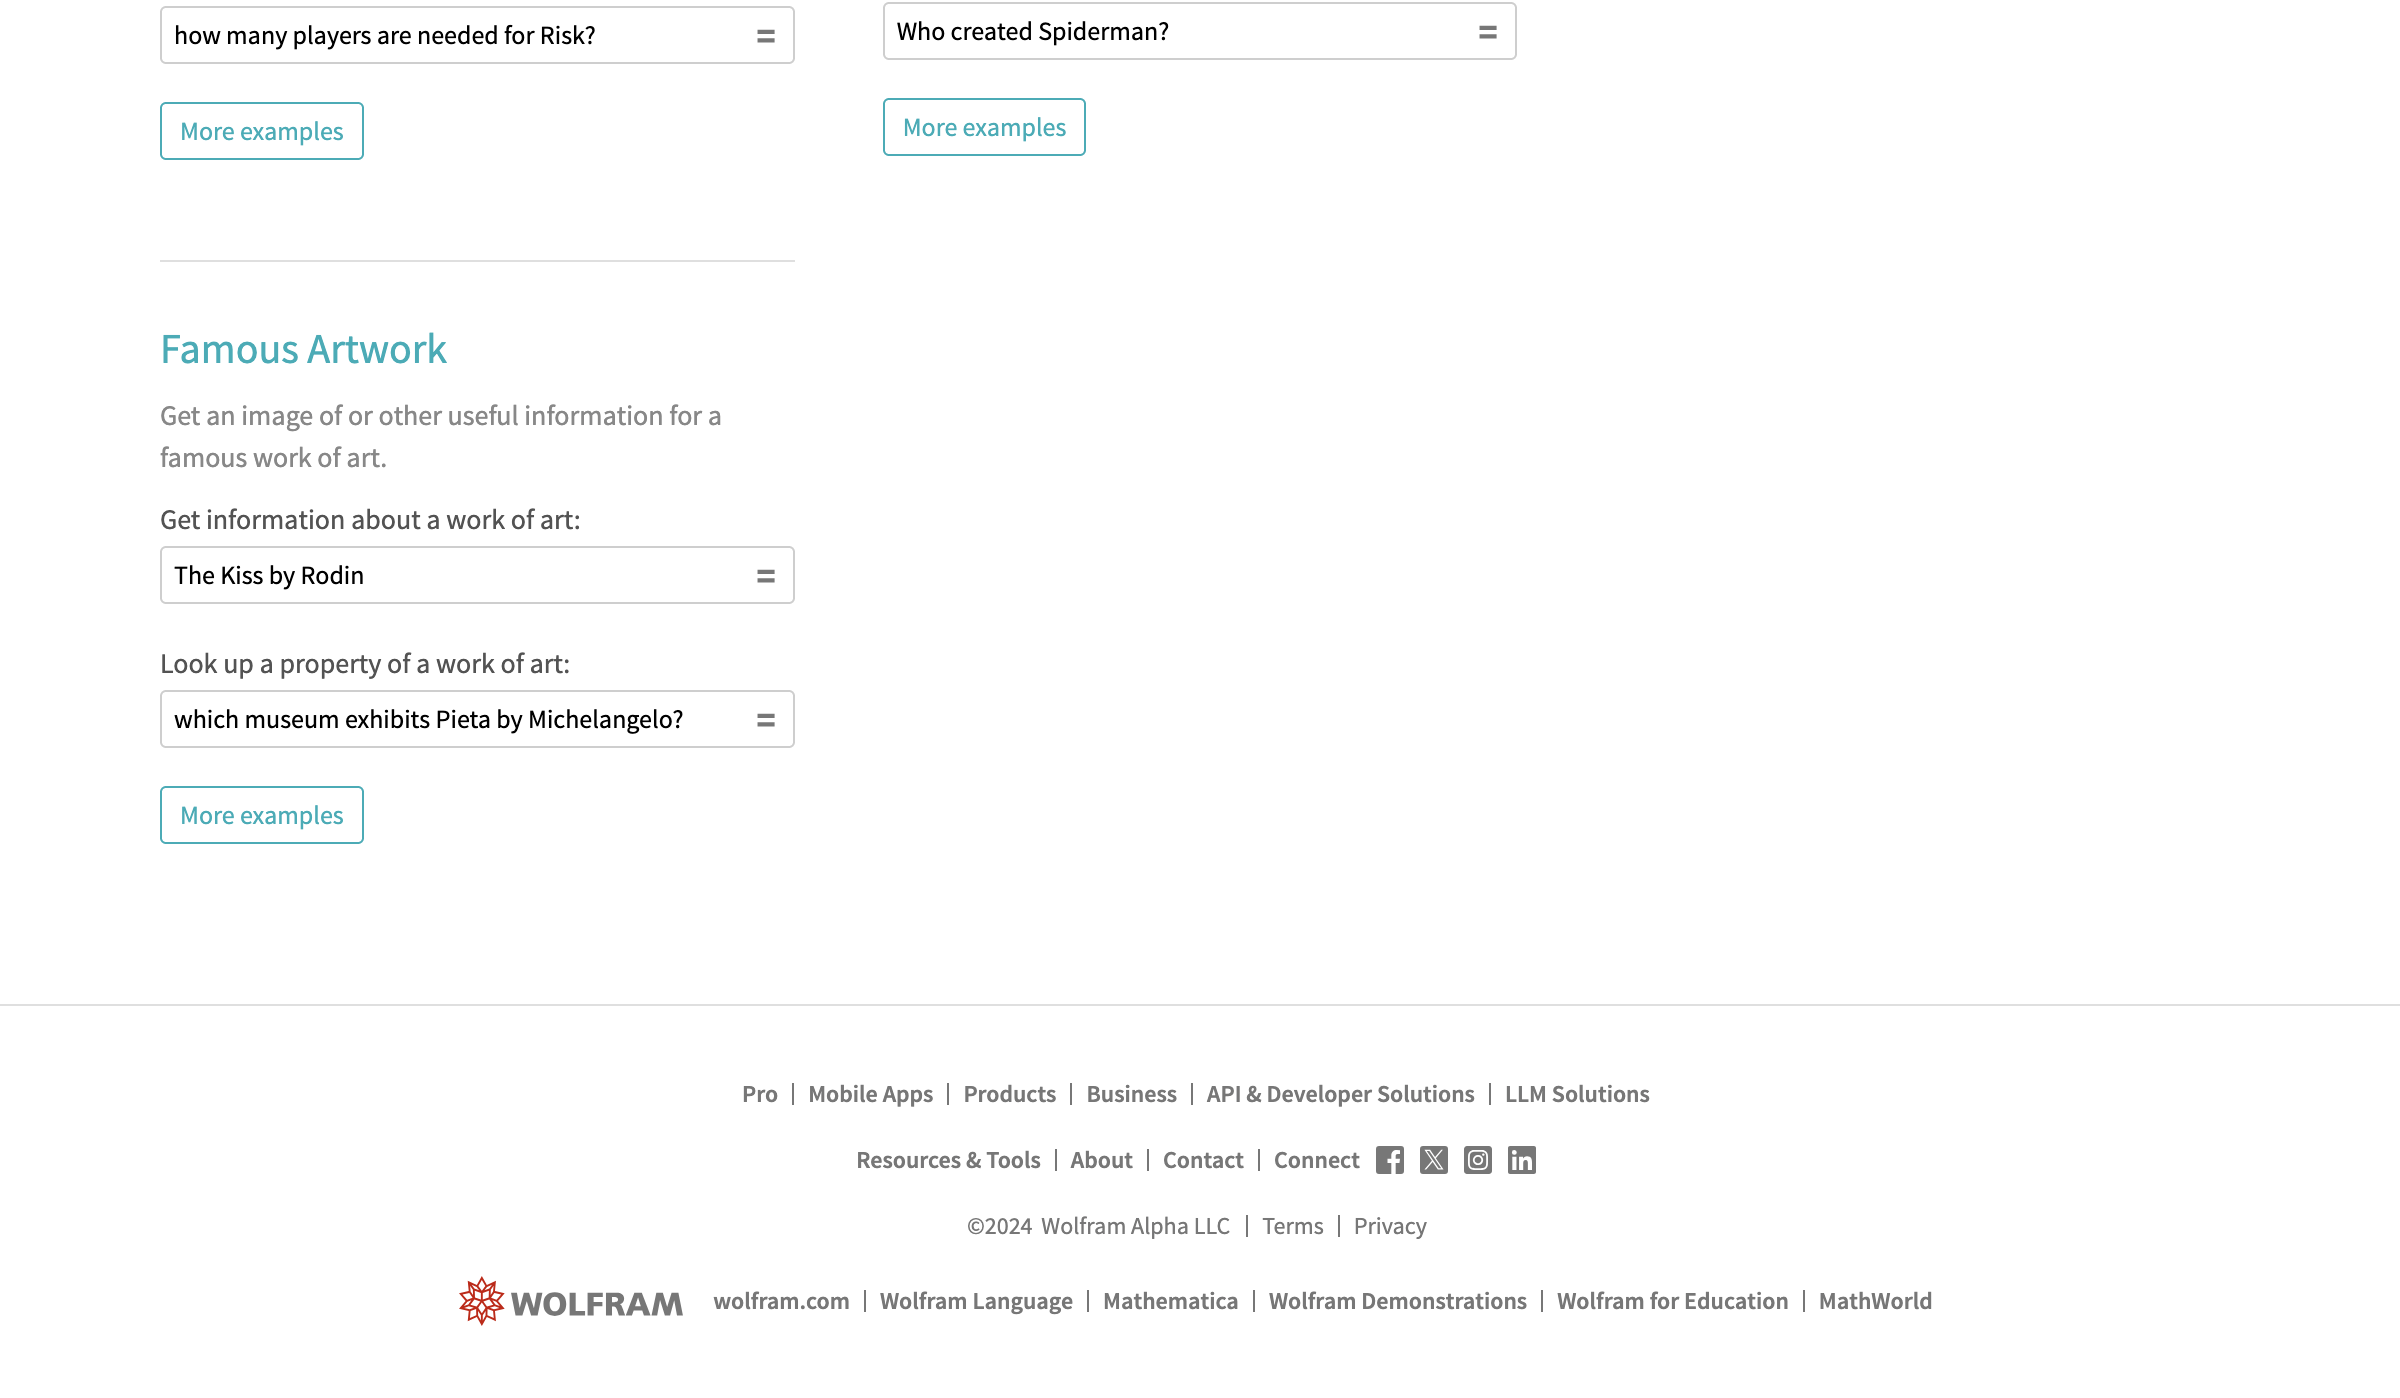 how many players are needed for Risk? =
More examples
Who created Spiderman? =
More examples
Famous Artwork
Get an image of or other useful information for a
famous work of art.
Get information about a work of art:
The Kiss by Rodin =
Look up a property of a work of art:
which museum exhibits Pieta by Michelangelo? =
More examples
Pro | Mobile Apps | Products | Business | API & Developer Solutions | LLM Solutions
Resources & Tools | About | Contact | Connect
©2024 Wolfram Alpha LLC | Terms | Privacy
WOLFRAM wolfram.com | Wolfram Language | Mathematica | Wolfram Demonstrations | Wolfram for Education | MathWorld